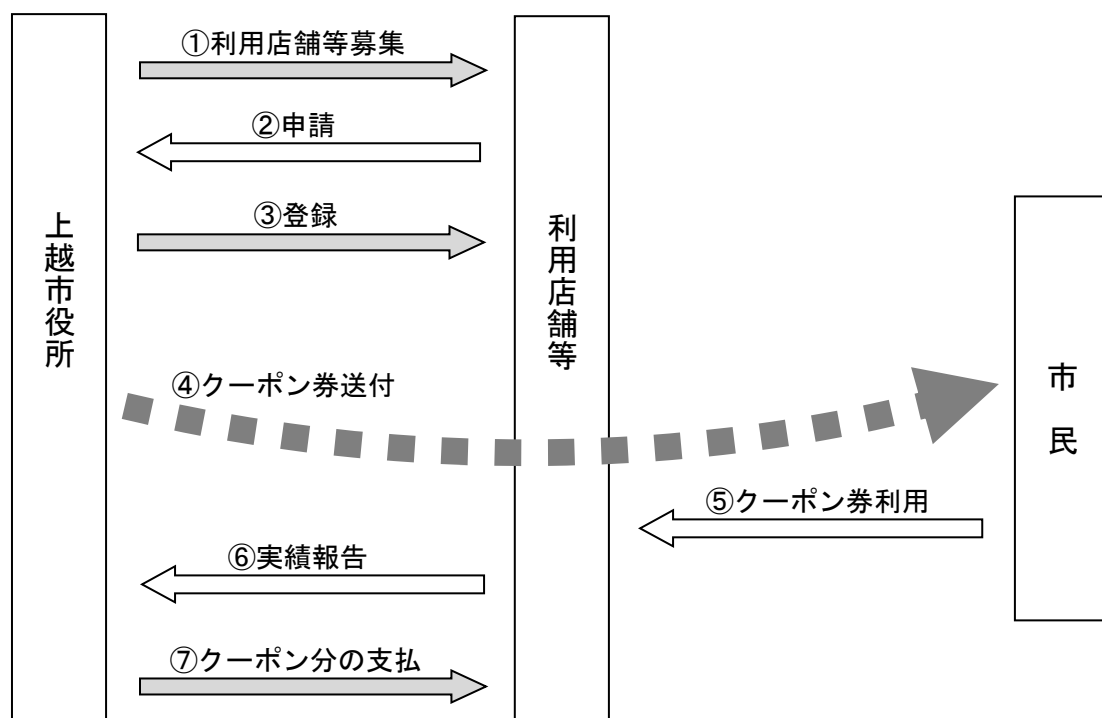 ①利用店舗等募集
②申請
③登録
上越市役所
利用店舗等
④クーポン券送付
市民
⑤クーポン券利用
⑥実績報告
⑦クーポン分の支払